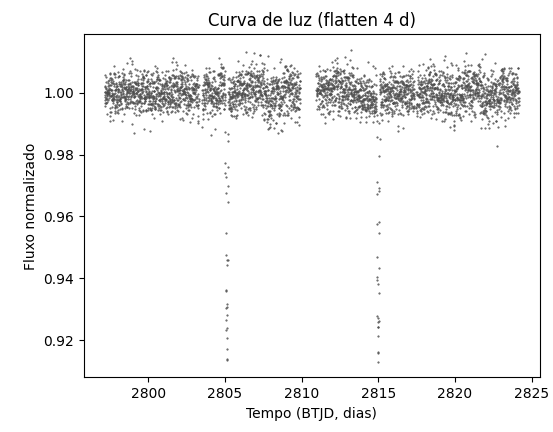 Curva de luz (flatten 4 d)
1.00
0.98
0.96
0.94
0.92
Fluxo normalizado
2800 2805 2810 2815 2820 2825
Tempo (BTJD, dias)